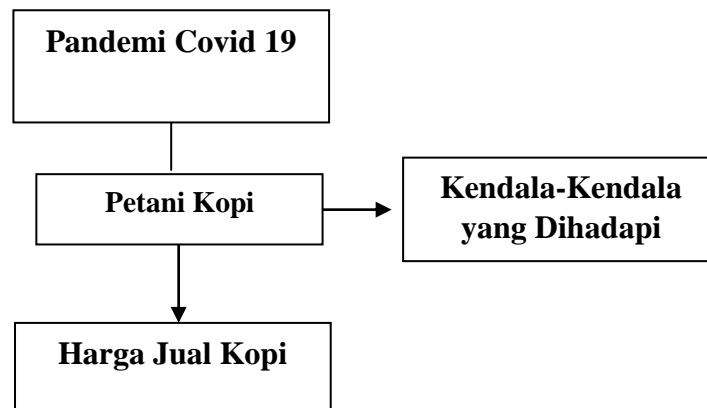 Pandemi Covid 19
Petani Kopi
Kendala-Kendala
yang Dihadapi
Harga Jual Kopi